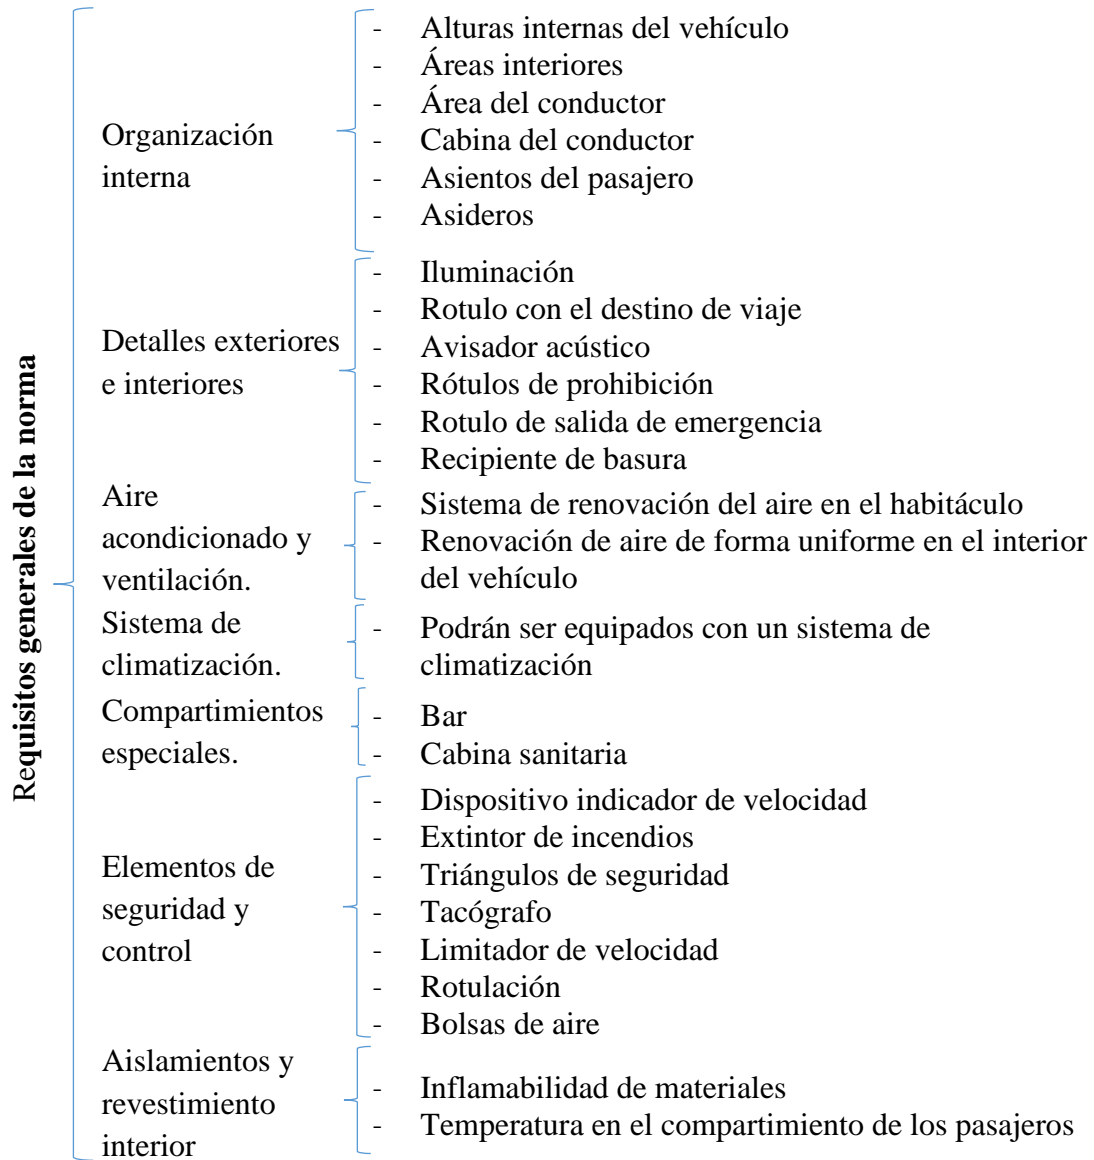 Requisitos generales de la norma
Organización
interna
- Alturas internas del vehículo
- Áreas interiores
- Área del conductor
- Cabina del conductor
- Asientos del pasajero
- Asideros
Detalles exteriores
e interiores
- Iluminación
- Rotulo con el destino de viaje
- Avisador acústico
- Rótulos de prohibición
- Rotulo de salida de emergencia
- Recipiente de basura
Aire
acondicionado y
ventilación.
- Sistema de renovación del aire en el habitáculo
- Renovación de aire de forma uniforme en el interior
del vehículo
Sistema de
climatización.
- Podrán ser equipados con un sistema de
climatización
Compartimientos
especiales.
- Bar
- Cabina sanitaria
Elementos de
seguridad y
control
- Dispositivo indicador de velocidad
- Extintor de incendios
- Triángulos de seguridad
- Tacógrafo
- Limitador de velocidad
- Rotulación
- Bolsas de aire
Aislamientos y
revestimiento
interior
- Inflamabilidad de materiales
- Temperatura en el compartimiento de los pasajeros